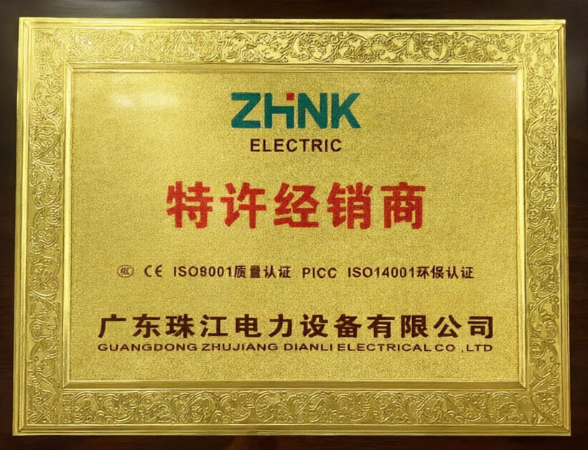 ZHNK
ELECTRIC
特许经销商
CCC CE ISO9001质量认证 PICC ISO14001环保认证
广东珠江电力设备有限公司
GUANGDONG ZHUJIANG DIANLI ELECTRICAL CO .,LTD